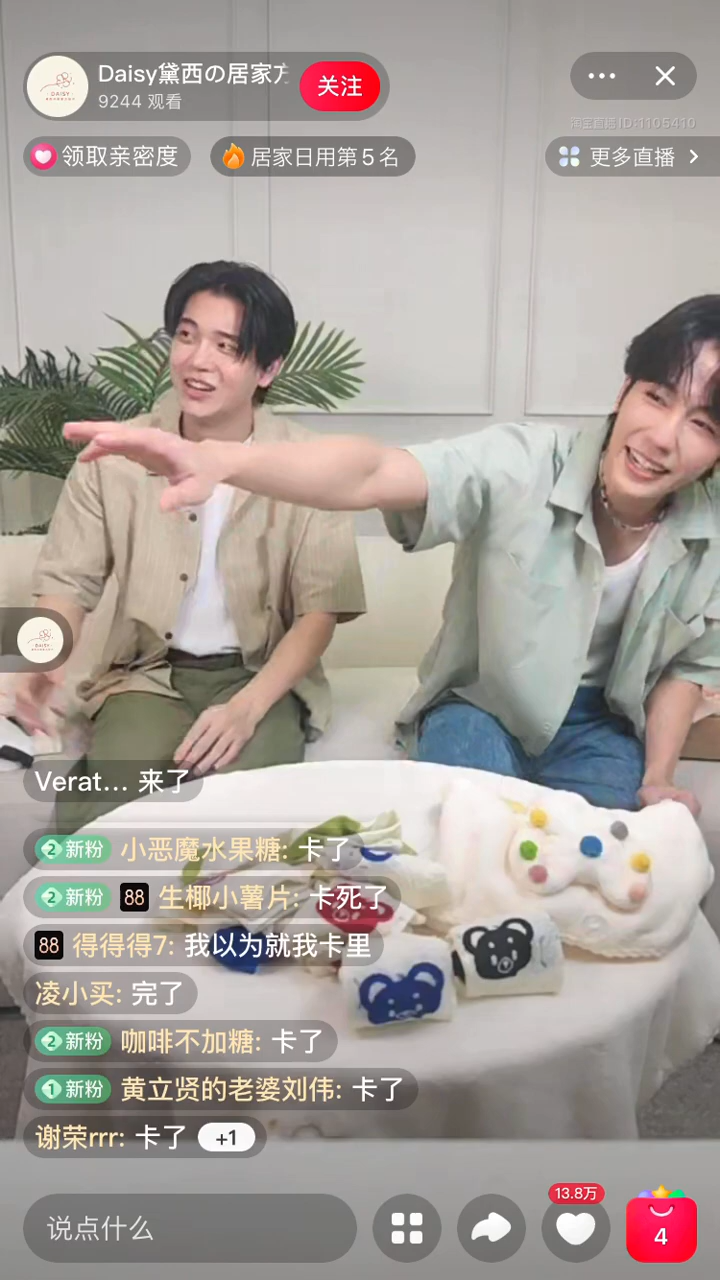 Daisy黛西の居家方
9244 观看
关注
淘宝直播ID:1105410
领取亲密度
居家日用第5名
更多直播
DAISY
Verat... 来了
2 新粉 小恶魔水果糖: 卡了
2 新粉 88 生椰小薯片: 卡死了
88 得得得7: 我以为就我卡里
凌小买: 完了
2 新粉 咖啡不加糖: 卡了
1 新粉 黄立贤的老婆刘伟: 卡了
谢荣rrr: 卡了 +1
说点什么
13.8万
4